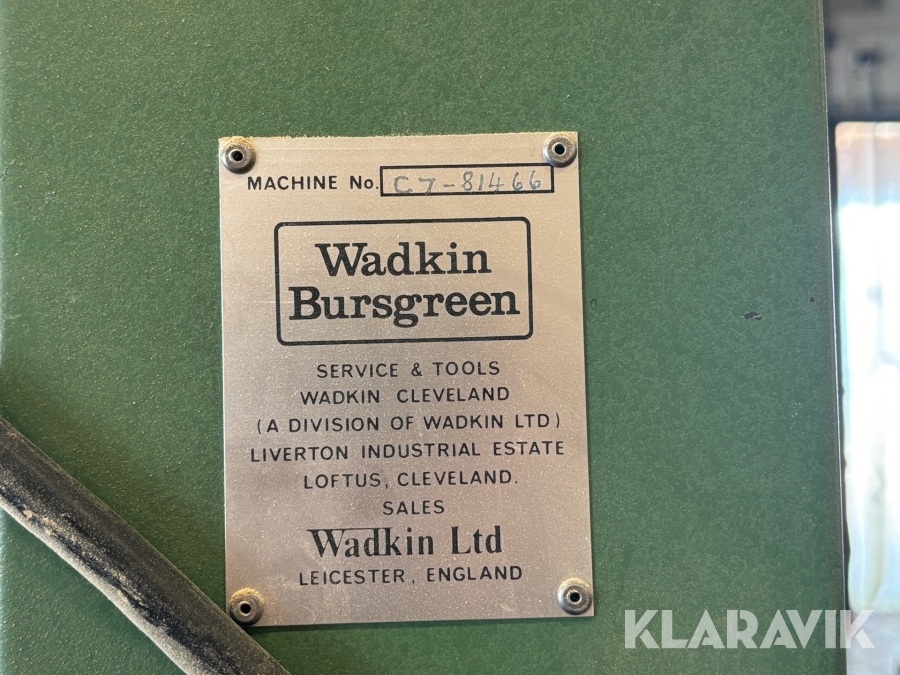 MACHINE No. C7-81466
Wadkin
Bursgreen
SERVICE & TOOLS
WADKIN CLEVELAND
(A DIVISION OF WADKIN LTD)
LIVERTON INDUSTRIAL ESTATE
LOFTUS, CLEVELAND.
SALES
Wadkin Ltd
LEICESTER, ENGLAND
KLARAVIK